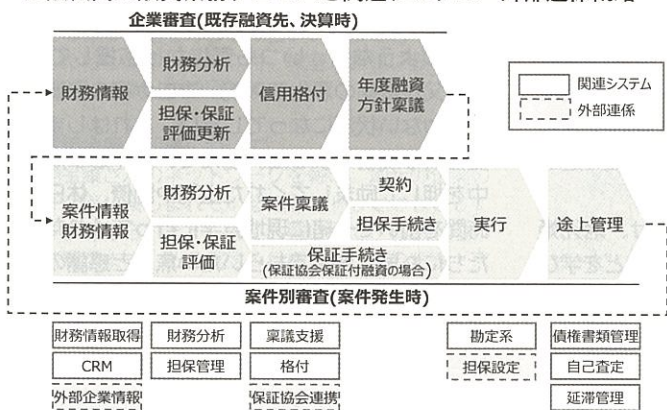 企業審査(既存融資先、決算時)
財務情報
財務分析
担保・保証
評価更新
信用格付
年度融資
方針稟議
関連システム
外部連係
案件情報
財務情報
財務分析
担保・保証
評価
案件稟議
契約
担保手続き
保証手続き
(保証協会保証付融資の場合)
実行
途上管理
案件別審査(案件発生時)
財務情報取得
財務分析
稟議支援
勘定系
債権書類管理
CRM
担保管理
格付
担保設定
自己査定
外部企業情報
保証協会連携
延滞管理